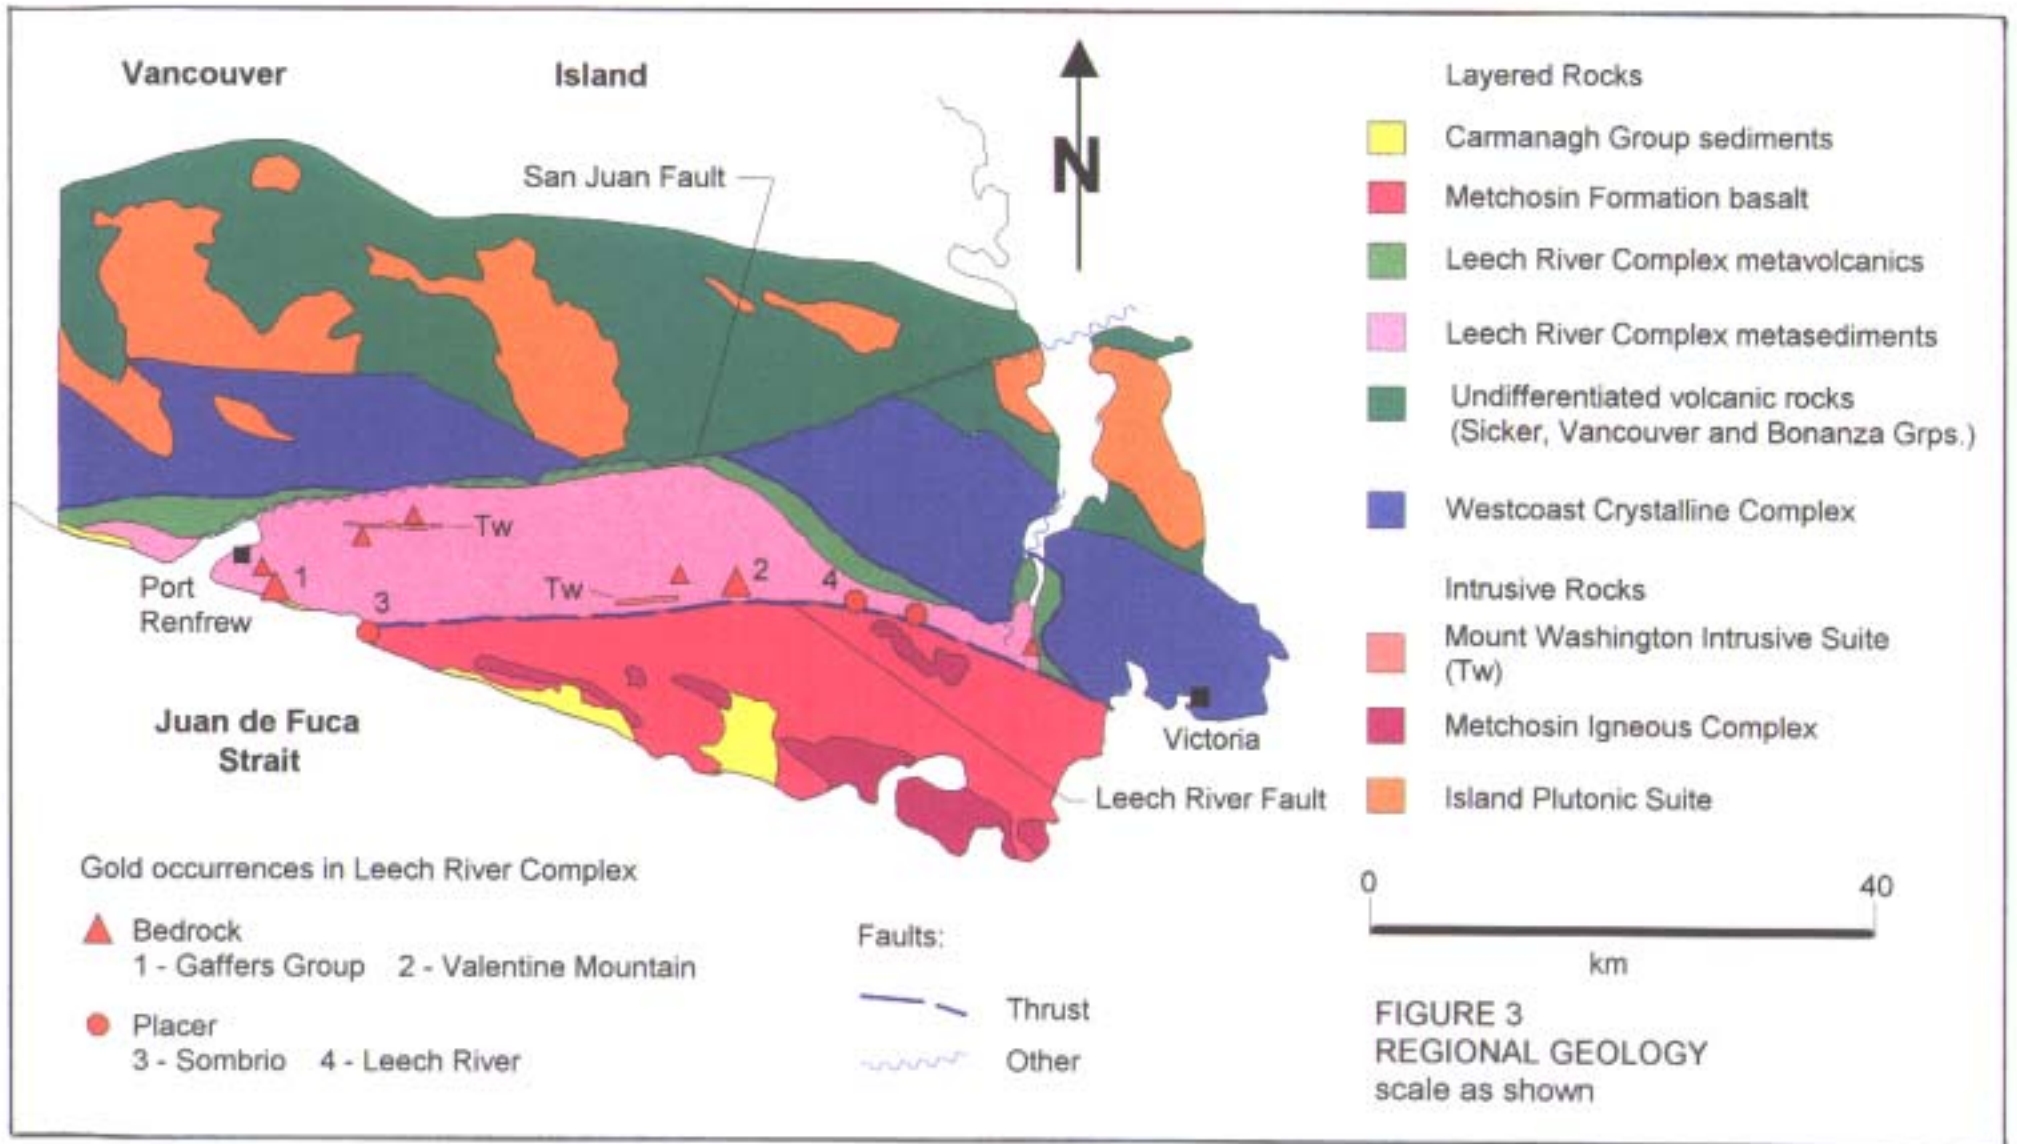 Vancouver Island
San Juan Fault
N
Tw
1
Tw
2
4
3
Port
Renfrew
Juan de Fuca
Strait
Victoria
Leech River Fault
Layered Rocks
Carmanagh Group sediments
Metchosin Formation basalt
Leech River Complex metavolcanics
Leech River Complex metasediments
Undifferentiated volcanic rocks
(Sicker, Vancouver and Bonanza Grps.)
Westcoast Crystalline Complex
Intrusive Rocks
Mount Washington Intrusive Suite
(Tw)
Metchosin Igneous Complex
Island Plutonic Suite
Gold occurrences in Leech River Complex
Bedrock
1 - Gaffers Group 2 - Valentine Mountain
Placer
3 - Sombrio 4 - Leech River
Faults:
Thrust
Other
0 40
km
FIGURE 3
REGIONAL GEOLOGY
scale as shown